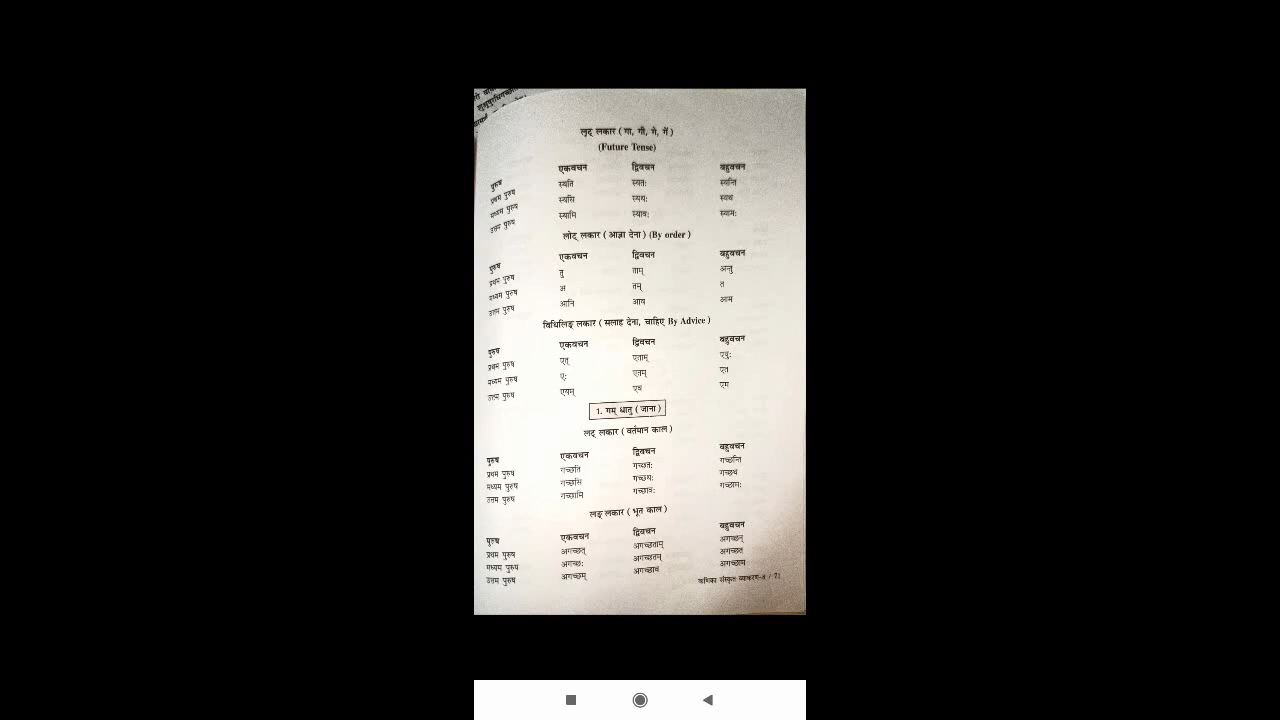 लृट् लकार ( गा, गी, गे, गें )
(Future Tense)
पुरुष एकवचन द्विवचन बहुवचन
प्रथम पुरुष स्यति स्यतः स्यन्ति
मध्यम पुरुष स्यसि स्यथः स्यथ
उत्तम पुरुष स्यामि स्यावः स्यामः
लोट् लकार ( आज्ञा देना ) (By order )
पुरुष एकवचन द्विवचन बहुवचन
प्रथम पुरुष तु ताम् अन्तु
मध्यम पुरुष अ तम् त
उत्तम पुरुष आनि आव आम
विधिलिङ् लकार ( सलाह देना, चाहिए By Advice )
पुरुष एकवचन द्विवचन बहुवचन
प्रथम पुरुष एत् एताम् एयुः
मध्यम पुरुष एः एतम् एत
उत्तम पुरुष एयम् एव एम
1. गम् धातु ( जाना )
लट् लकार ( वर्तमान काल )
पुरुष एकवचन द्विवचन बहुवचन
प्रथम पुरुष गच्छति गच्छतः गच्छन्ति
मध्यम पुरुष गच्छसि गच्छथः गच्छथ
उत्तम पुरुष गच्छामि गच्छावः गच्छामः
लङ् लकार ( भूत काल )
पुरुष एकवचन द्विवचन बहुवचन
प्रथम पुरुष अगच्छत् अगच्छताम् अगच्छन्
मध्यम पुरुष अगच्छः अगच्छतम् अगच्छत
उत्तम पुरुष अगच्छम् अगच्छाव अगच्छाम
संस्कृत व्याकरण